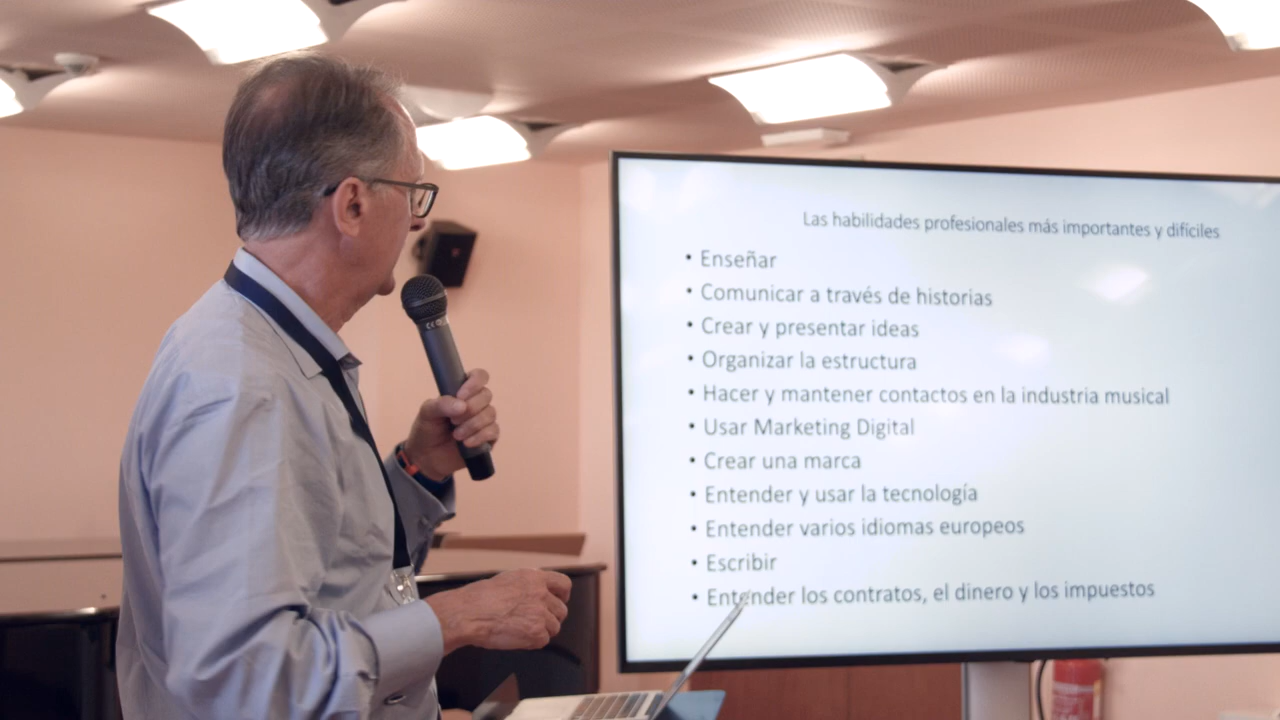 Las habilidades profesionales más importantes y difíciles
• Enseñar
• Comunicar a través de historias
• Crear y presentar ideas
• Organizar la estructura
• Hacer y mantener contactos en la industria musical
• Usar Marketing Digital
• Crear una marca
• Entender y usar la tecnología
• Entender varios idiomas europeos
• Escribir
• Entender los contratos, el dinero y los impuestos